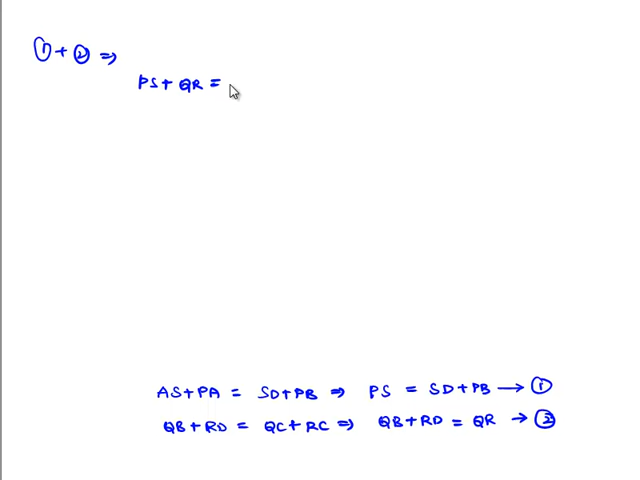 ① + ② ⇒
PS + QR =
AS + PA = SD + PB ⇒ PS = SD + PB → ①
QB + RD = QC + RC ⇒ QB + RD = QR → ②